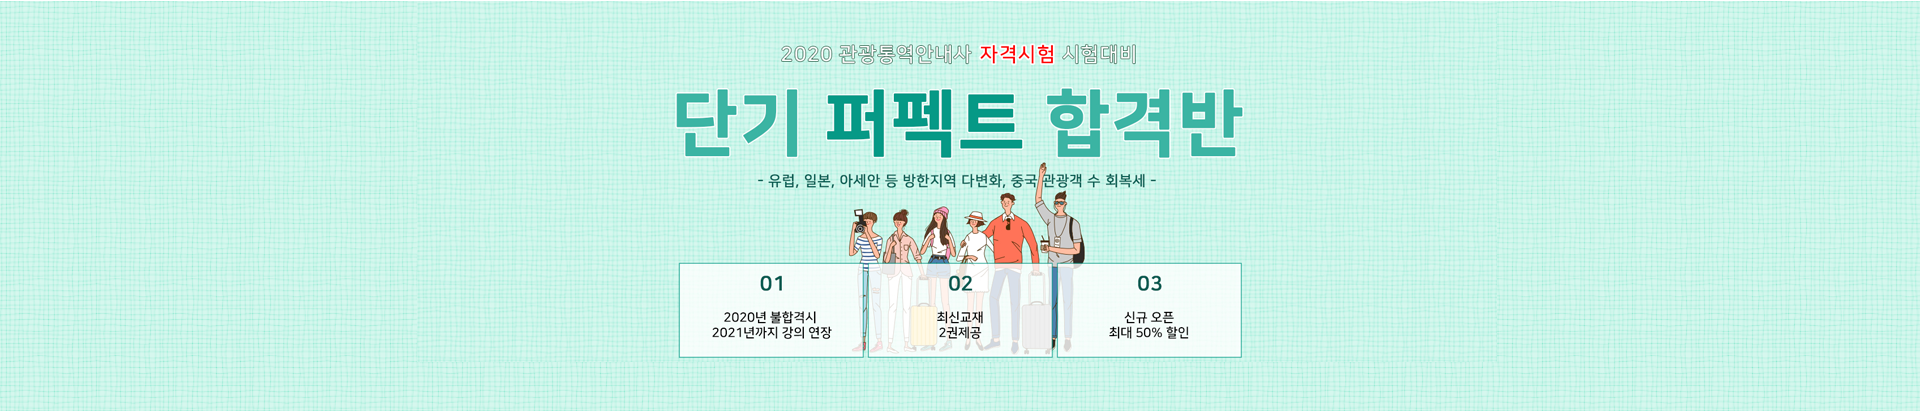 2020 관광통역안내사 자격시험 시험대비
단기 퍼펙트 합격반
- 유럽, 일본, 아세안 등 방한지역 다변화, 중국 관광객 수 회복세 -
01
2020년 불합격시
2021년까지 강의 연장
02
최신교재
2권제공
03
신규 오픈
최대 50% 할인